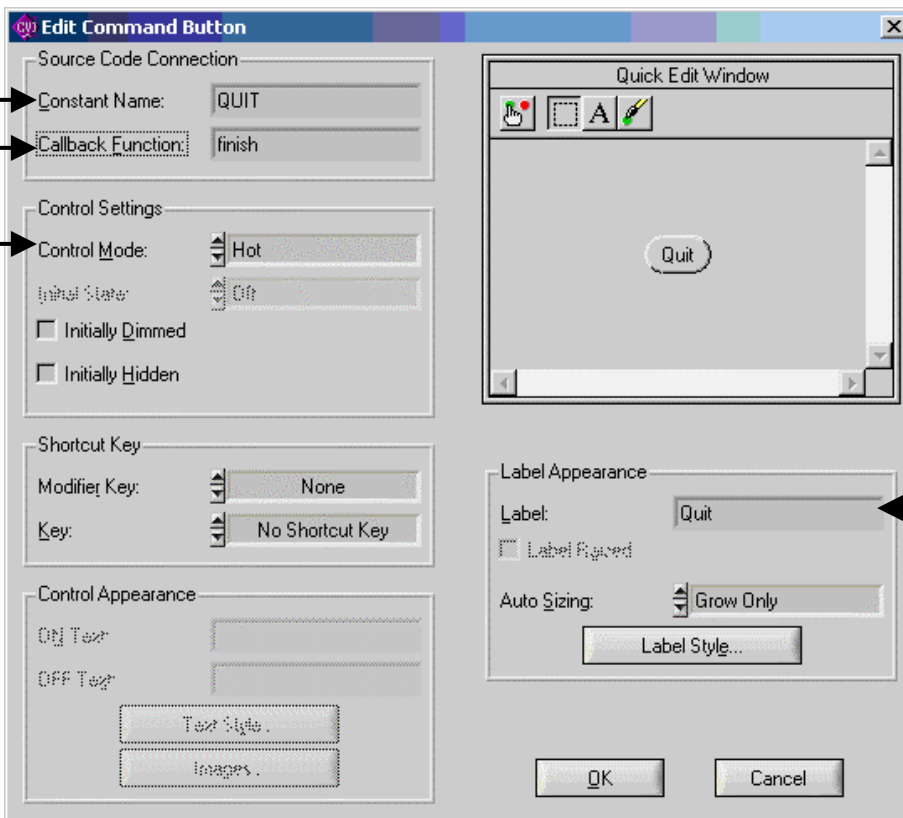 CVI Edit Command Button
Source Code Connection
Constant Name: QUIT
Callback Function: finish
Control Settings
Control Mode: Hot
Initial State: Off
Initially Dimmed
Initially Hidden
Shortcut Key
Modifier Key: None
Key: No Shortcut Key
Control Appearance
ON Text
OFF Text
Text Style...
Images...
Quick Edit Window
A
Quit
Label Appearance
Label: Quit
Label Raised
Auto Sizing: Grow Only
Label Style...
OK
Cancel